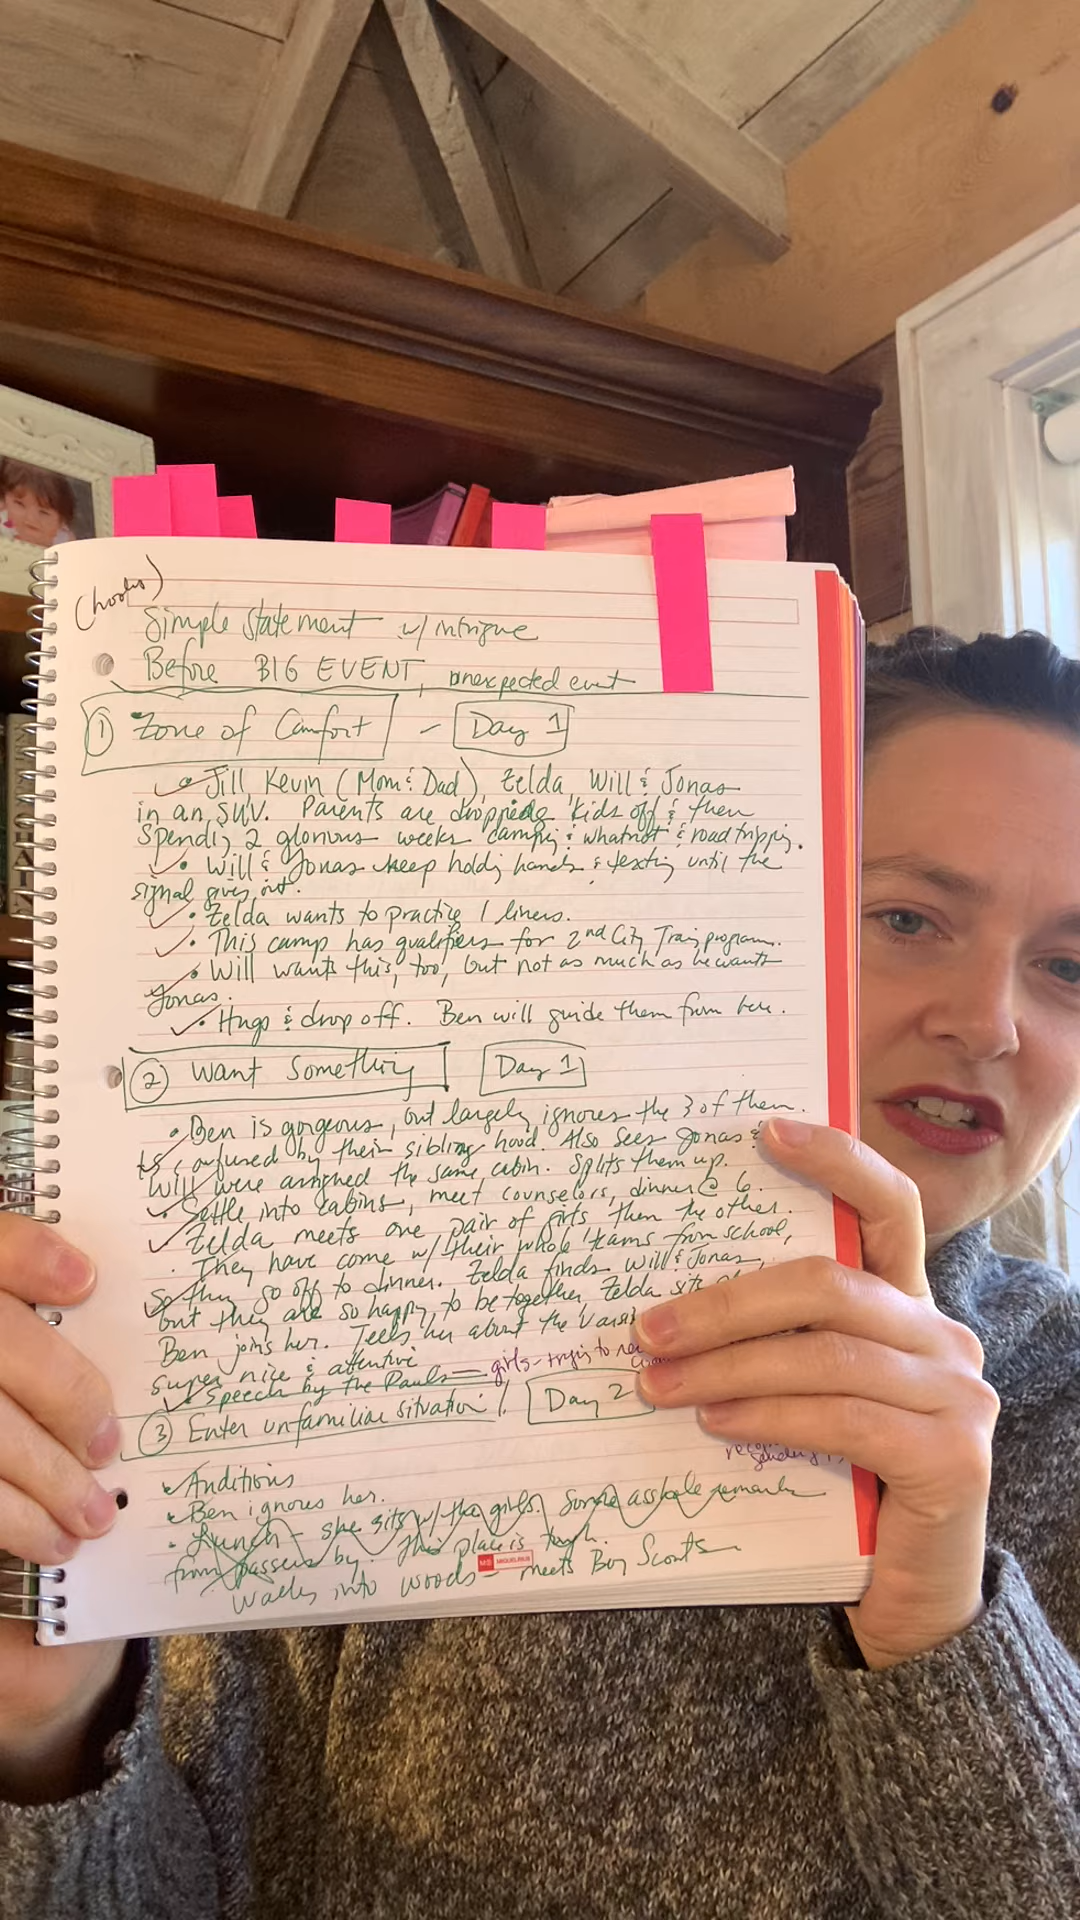 (hooks)
Simple statement w/ intrigue
Before BIG EVENT, unexpected event
① Zone of Comfort - Day 1
• Jill, Kevin (Mom & Dad), Zelda, Will & Jonas
in an SUV. Parents are dropping kids off & then
spending 2 glorious weeks camping & whatnot & road tripping.
• Will & Jonas keep holding hands & texting until the
signal gives out.
• Zelda wants to practice 1 liners.
• This camp has qualifiers for 2nd City Training program.
• Will wants this, too, but not as much as he wants
Jonas.
• Hugs & drop off. Ben will guide them from here.
② Want Something Day 1
• Ben is gorgeous, but largely ignores the 3 of them.
Is confused by their sibling hood. Also sees Jonas &
Will were assigned the same cabin. Splits them up.
• Settle into cabins, meet counselors, dinner @ 6.
Zelda meets one pair of girls then the other.
• They have come w/ their whole teams from school,
so they go off to dinner. Zelda finds Will & Jonas,
but they are so happy to be together, Zelda sits
Ben joins her. Tells her about the
super nice & attentive
• Speech by the Pauls — girls - trying to
③ Enter unfamiliar situation Day 2
• Auditions
• Ben ignores her.
• Lunch - she sits w/ the girls. Some asshole remarks
from passers by. This place is tough.
Walks into woods - meets Boy Scouts